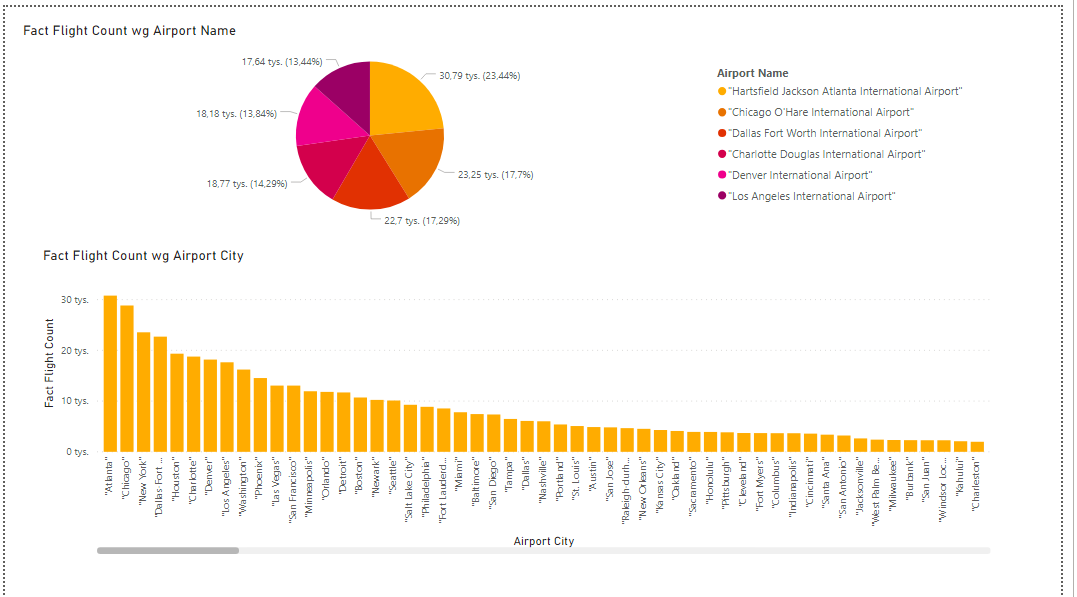 Fact Flight Count wg Airport Name
17,64 tys. (13,44%)
30,79 tys. (23,44%)
18,18 tys. (13,84%)
23,25 tys. (17,7%)
18,77 tys. (14,29%)
22,7 tys. (17,29%)
Airport Name
"Hartsfield Jackson Atlanta International Airport"
"Chicago O'Hare International Airport"
"Dallas Fort Worth International Airport"
"Charlotte Douglas International Airport"
"Denver International Airport"
"Los Angeles International Airport"
Fact Flight Count wg Airport City
Fact Flight Count
30 tys.
20 tys.
10 tys.
0 tys.
"Atlanta"
"Chicago"
"New York"
"Dallas-Fort ...
"Houston"
"Charlotte"
"Denver"
"Los Angeles"
"Washington"
"Phoenix"
"Las Vegas"
"San Francisco"
"Minneapolis"
"Orlando"
"Detroit"
"Boston"
"Newark"
"Seattle"
"Salt Lake City"
"Philadelphia"
"Fort Lauderd...
"Miami"
"Baltimore"
"San Diego"
"Tampa"
"Dallas"
"Nashville"
"Portland"
"St. Louis"
"Austin"
"San Jose"
"Raleigh durh...
"New Orleans"
"Kansas City"
"Oakland"
"Sacramento"
"Honolulu"
"Pittsburgh"
"Cleveland"
"Fort Myers"
"Columbus"
"Indianapolis"
"Cincinnati"
"Santa Ana"
"San Antonio"
"Jacksonville"
"West Palm Be...
"Milwaukee"
"Burbank"
"San Juan"
"Windsor Loc...
"Kahului"
"Charleston"
Airport City